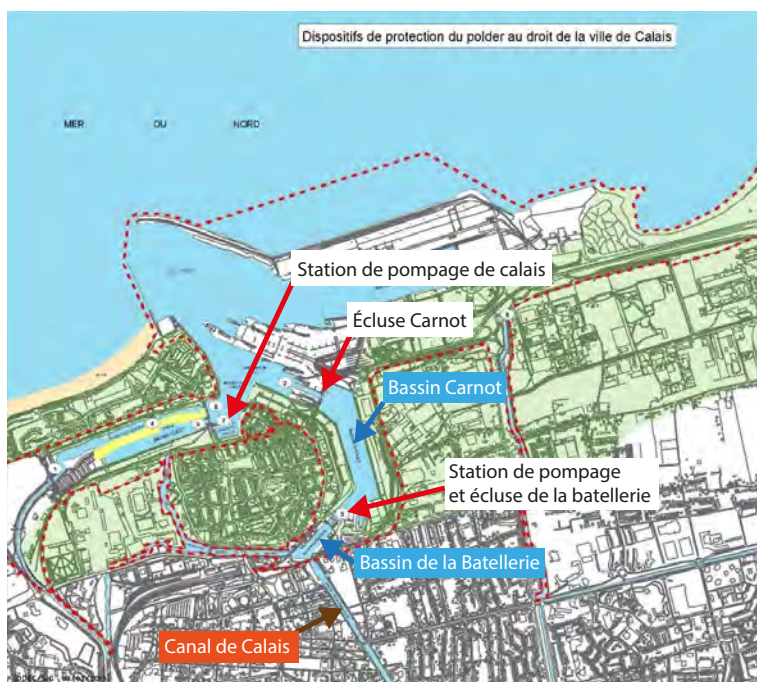 Dispositifs de protection du polder au droit de la ville de Calais
MER DU NORD
Station de pompage de calais
Écluse Carnot
Bassin Carnot
Station de pompage
et écluse de la batellerie
Bassin de la Batellerie
Canal de Calais